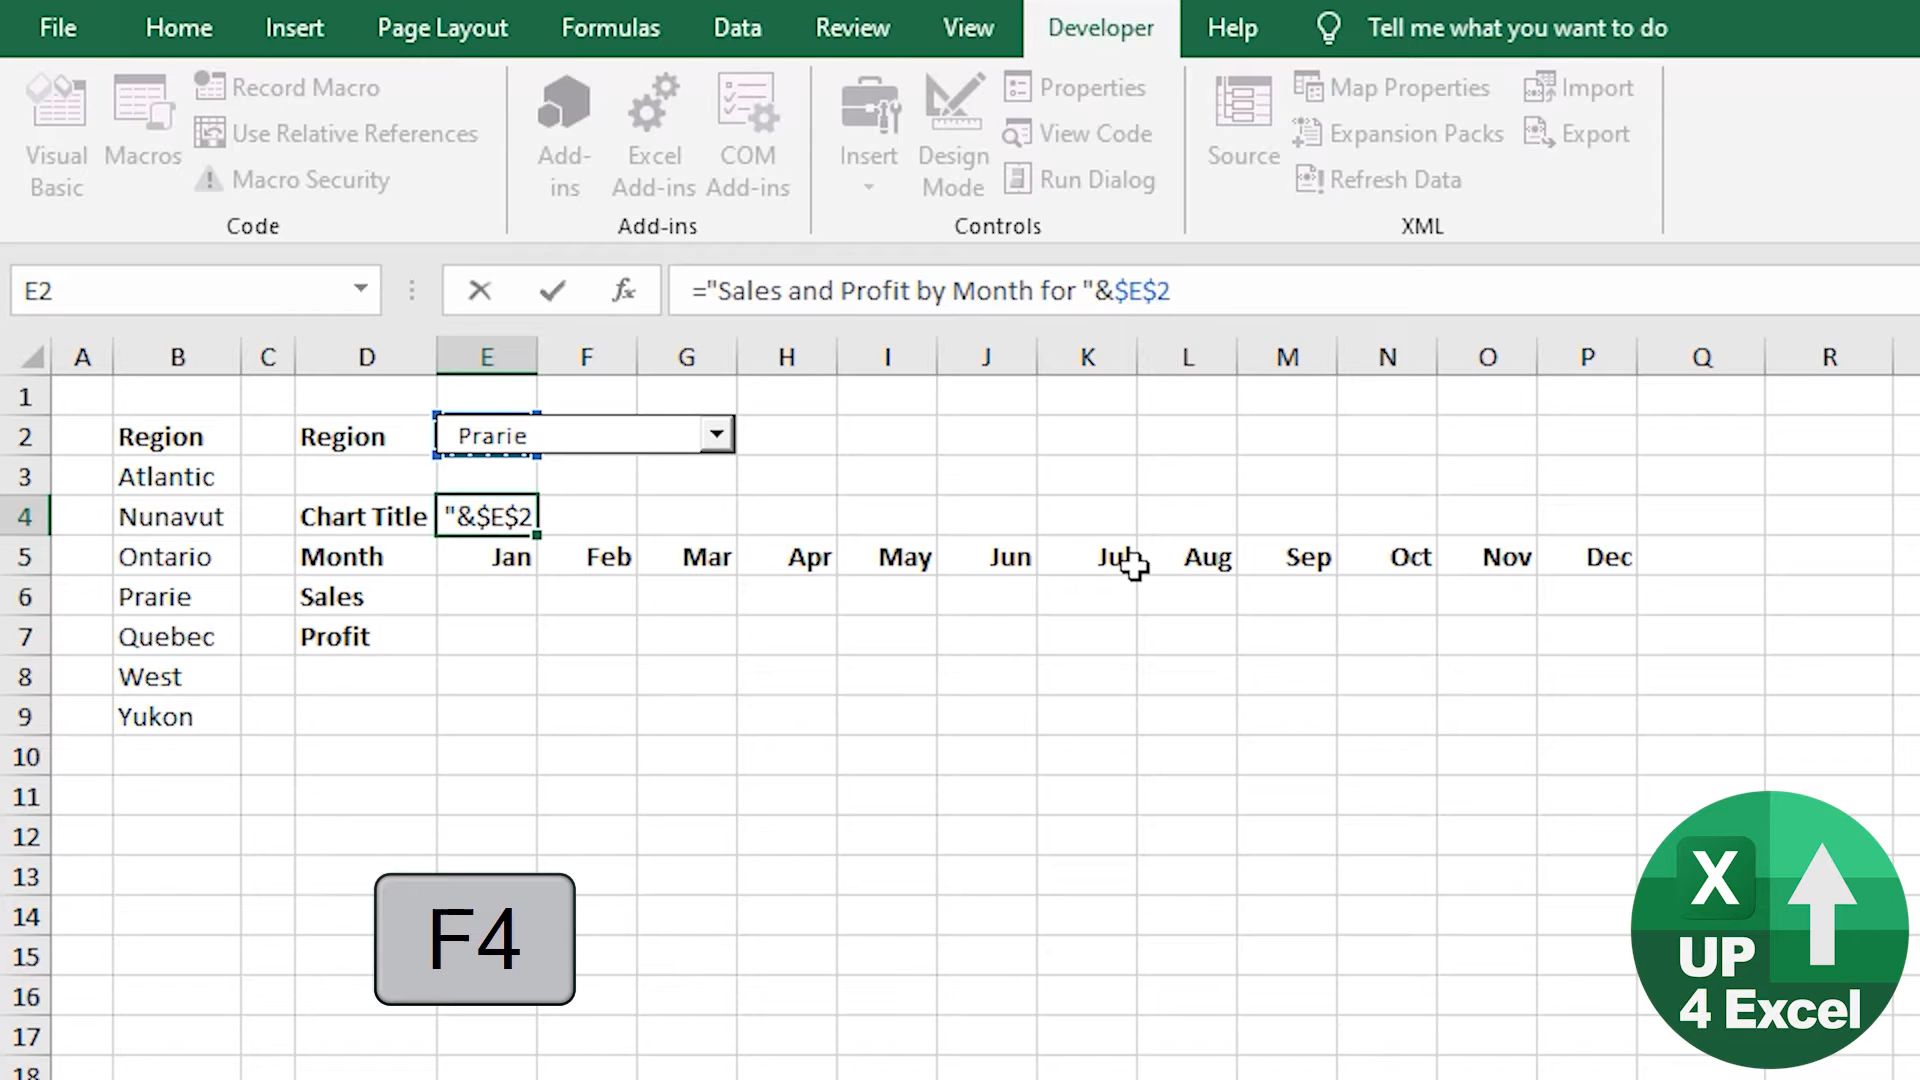 File Home Insert Page Layout Formulas Data Review View Developer Help Tell me what you want to do
Visual Basic
Macros
Record Macro
Use Relative References
Macro Security
Code
Add-ins
Excel Add-ins
COM Add-ins
Add-ins
Insert
Design Mode
Properties
View Code
Run Dialog
Controls
Source
Map Properties
Expansion Packs
Refresh Data
Import
Export
XML
E2 fx ="Sales and Profit by Month for "&$E$2
A B C D E F G H I J K L M N O P Q R
1
2 Region Region Prarie
3 Atlantic
4 Nunavut Chart Title "&$E$2
5 Ontario Month Jan Feb Mar Apr May Jun Jul Aug Sep Oct Nov Dec
6 Prarie Sales
7 Quebec Profit
8 West
9 Yukon
10
11
12
13
14
15
16
17
18
F4
X
UP
4 Excel